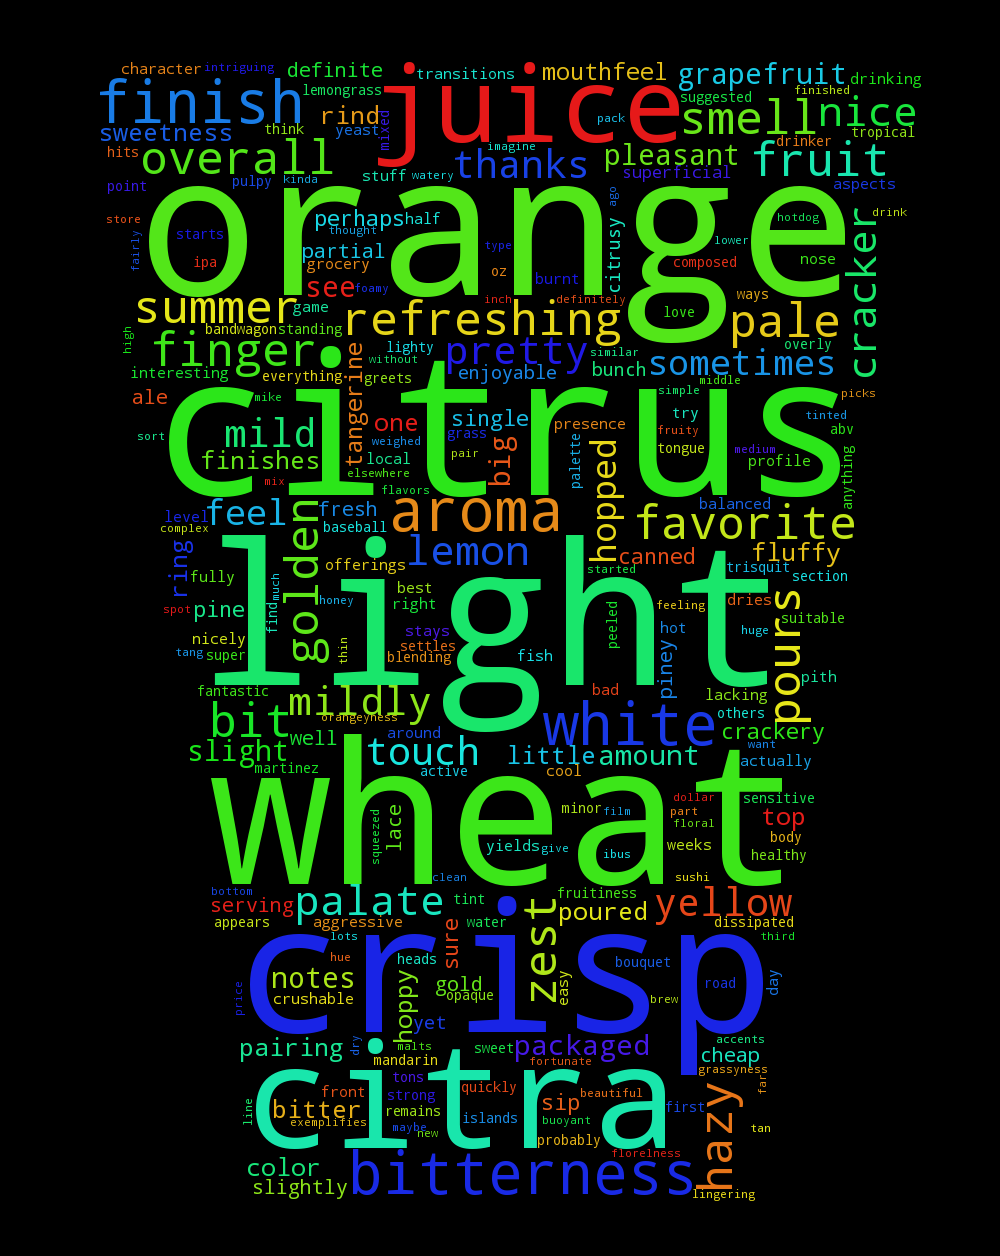 character intriguing definite transitions mouthfeel grapefruit drinking
finish lemongrass juice suggested finished
sweetness think rind yeast mixed pack smell nice tropical
hits overall imagine thanks pleasant drinker fruit
point pulpy kinda stuff watery superficial aspects
store orange ago hotdog drink
fairly starts perhaps half thought type citrusy lower cracker
ipa partial grocery oz burnt composed nose
see foamy inch definitely ways
summer game refreshing love pale
bandwagon standing lighty similar overly
finger tangerine without pretty bunch sometimes
interesting high everything greets enjoyable middle
ale mike citrus simple picks
sort mild one single presence try tinted
weighed grass fruity abv
finishes local big pair palette hopped tongue medium profile anything
mix elsewhere flavors
level feel golden fresh aroma favorite balanced
complex baseball
ring offerings lemon canned fluffy
fully light started trisquit section
find much honey best feeling dries pours
spot pine right peeled huge suitable
nicely thin stays hot
tang super settles blending fish piney pith
fantastic mildly bad lacking
bit orangeyness white others
slight well around touch little amount crackery want
martinez active cool actually
wheat minor film dollar sensitive
squeezed lace part floral top
yields give ibus weeks body healthy
clean sushi
bottom palate tint fruitiness yellow
serving appears aggressive water zest poured dissipated
lots crisp sure third
hue heads bouquet
notes hoppy gold easy road day
price crushable opaque brew
yet accents
pairing dry malts sweet packaged cheap
mandarin fortunate grassyness
citra tons quickly far
line front strong sip beautiful hazy
bitter remains islands buoyant first
exemplifies maybe new probably tan
color bitterness florelness
slightly lingering